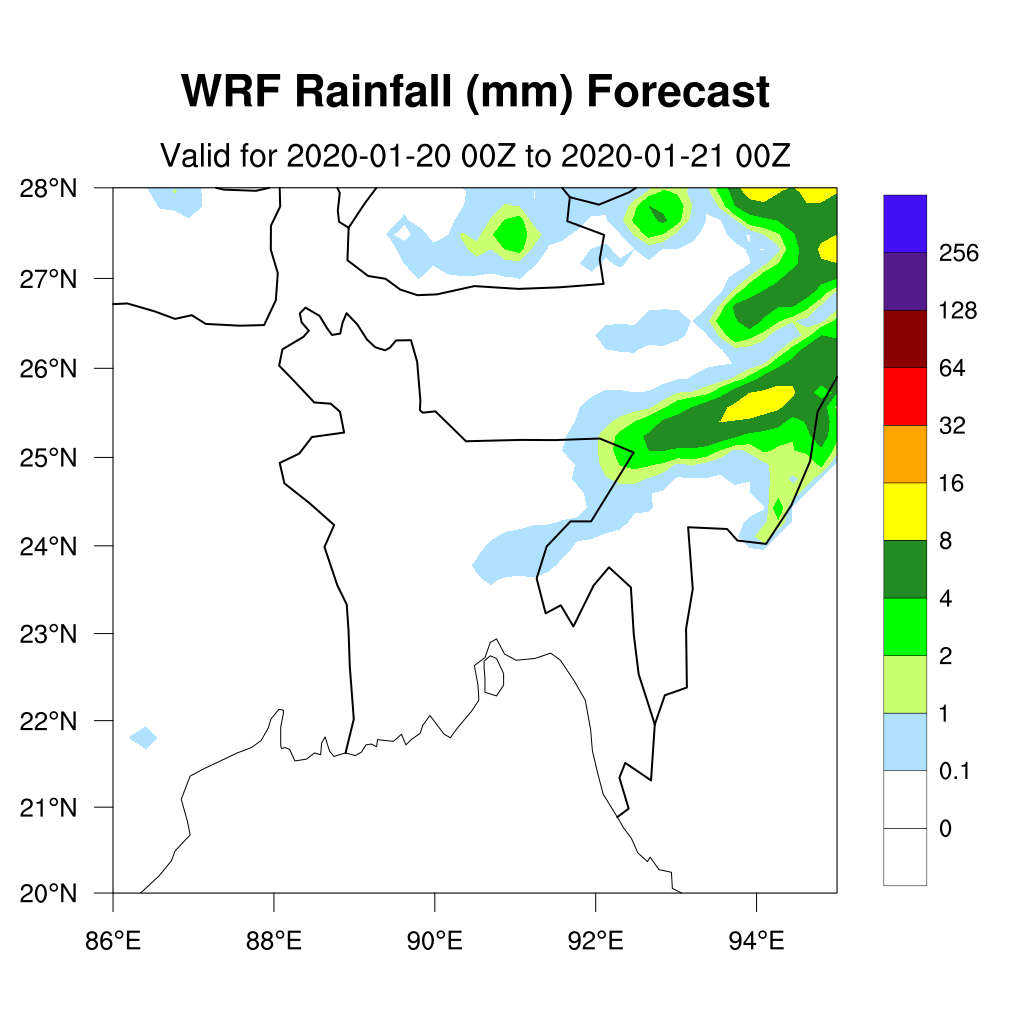 WRF Rainfall (mm) Forecast
Valid for 2020-01-20 00Z to 2020-01-21 00Z
28°N
27°N
26°N
25°N
24°N
23°N
22°N
21°N
20°N
86°E 88°E 90°E 92°E 94°E
256
128
64
32
16
8
4
2
1
0.1
0